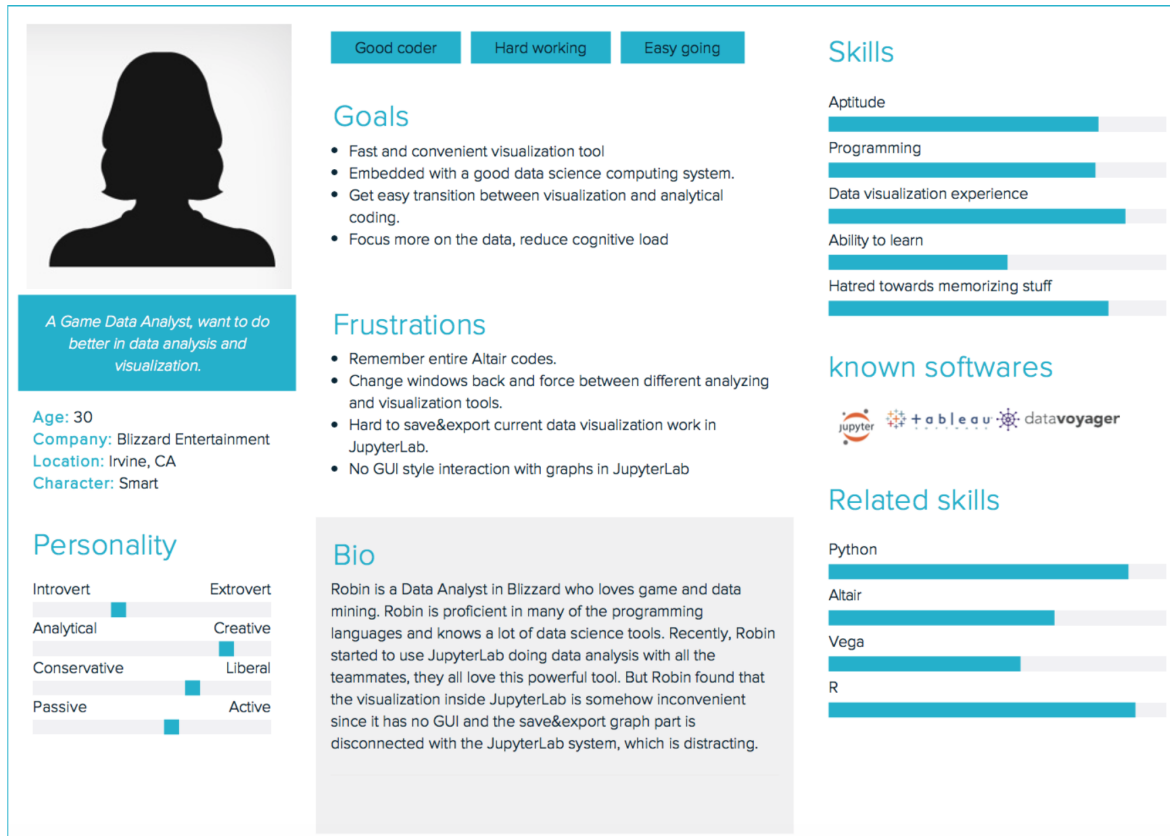 A Game Data Analyst, want to do
better in data analysis and
visualization.
Age: 30
Company: Blizzard Entertainment
Location: Irvine, CA
Character: Smart
Personality
Introvert Extrovert
Analytical Creative
Conservative Liberal
Passive Active
Good coder Hard working Easy going
Goals
• Fast and convenient visualization tool
• Embedded with a good data science computing system.
• Get easy transition between visualization and analytical
coding.
• Focus more on the data, reduce cognitive load
Frustrations
• Remember entire Altair codes.
• Change windows back and force between different analyzing
and visualization tools.
• Hard to save&export current data visualization work in
JupyterLab.
• No GUI style interaction with graphs in JupyterLab
Bio
Robin is a Data Analyst in Blizzard who loves game and data
mining. Robin is proficient in many of the programming
languages and knows a lot of data science tools. Recently, Robin
started to use JupyterLab doing data analysis with all the
teammates, they all love this powerful tool. But Robin found that
the visualization inside JupyterLab is somehow inconvenient
since it has no GUI and the save&export graph part is
disconnected with the JupyterLab system, which is distracting.
Skills
Aptitude
Programming
Data visualization experience
Ability to learn
Hatred towards memorizing stuff
known softwares
jupyter tableau datavoyager
Related skills
Python
Altair
Vega
R